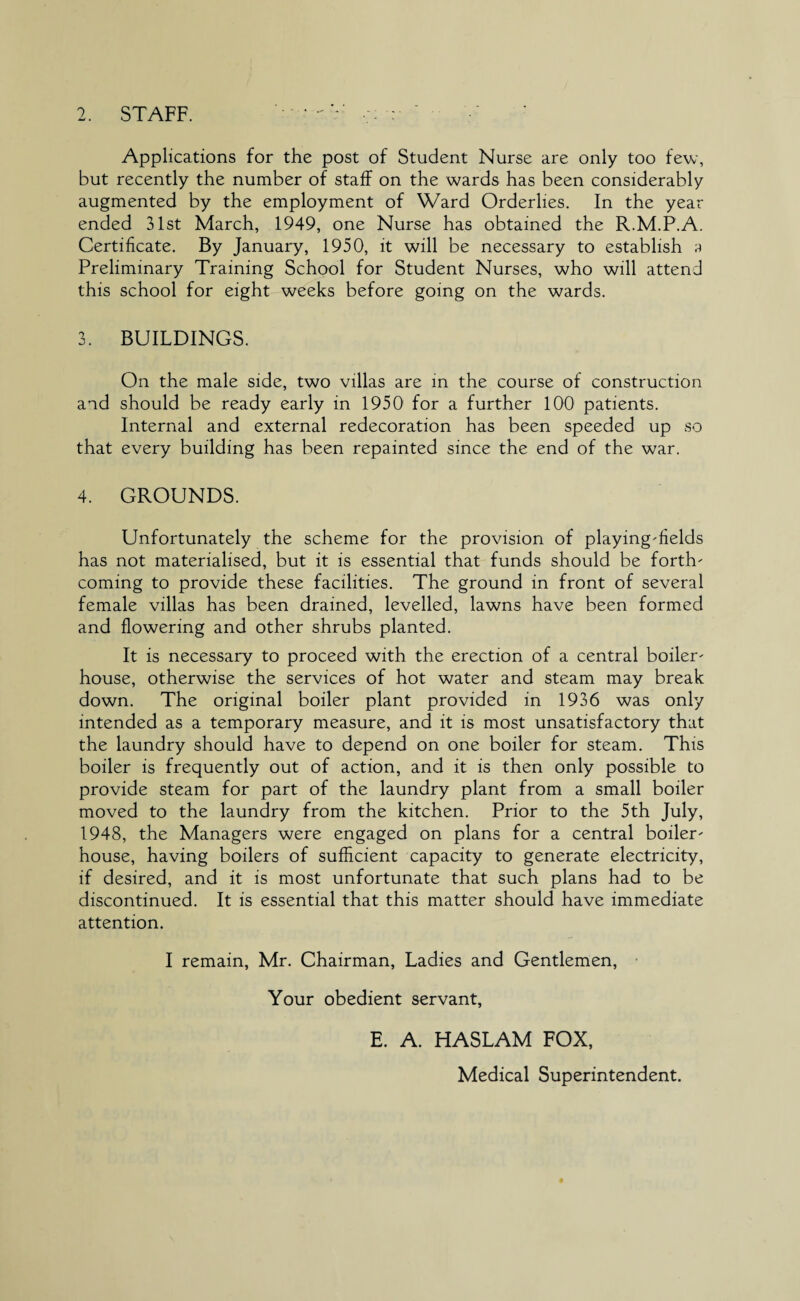 2. STAFF.
Applications for the post of Student Nurse are only too few,
but recently the number of staff on the wards has been considerably
augmented by the employment of Ward Orderlies. In the year
ended 31st March, 1949, one Nurse has obtained the R.M.P.A.
Certificate. By January, 1950, it will be necessary to establish a
Preliminary Training School for Student Nurses, who will attend
this school for eight weeks before going on the wards.
3. BUILDINGS.
On the male side, two villas are in the course of construction
and should be ready early in 1950 for a further 100 patients.
Internal and external redecoration has been speeded up so
that every building has been repainted since the end of the war.
4. GROUNDS.
Unfortunately the scheme for the provision of playing-fields
has not materialised, but it is essential that funds should be forth-
coming to provide these facilities. The ground in front of several
female villas has been drained, levelled, lawns have been formed
and flowering and other shrubs planted.
It is necessary to proceed with the erection of a central boiler-
house, otherwise the services of hot water and steam may break
down. The original boiler plant provided in 1936 was only
intended as a temporary measure, and it is most unsatisfactory that
the laundry should have to depend on one boiler for steam. This
boiler is frequently out of action, and it is then only possible to
provide steam for part of the laundry plant from a small boiler
moved to the laundry from the kitchen. Prior to the 5th July,
1948, the Managers were engaged on plans for a central boiler-
house, having boilers of sufficient capacity to generate electricity,
if desired, and it is most unfortunate that such plans had to be
discontinued. It is essential that this matter should have immediate
attention.
I remain, Mr. Chairman, Ladies and Gentlemen,
Your obedient servant,
E. A. HASLAM FOX,
Medical Superintendent.